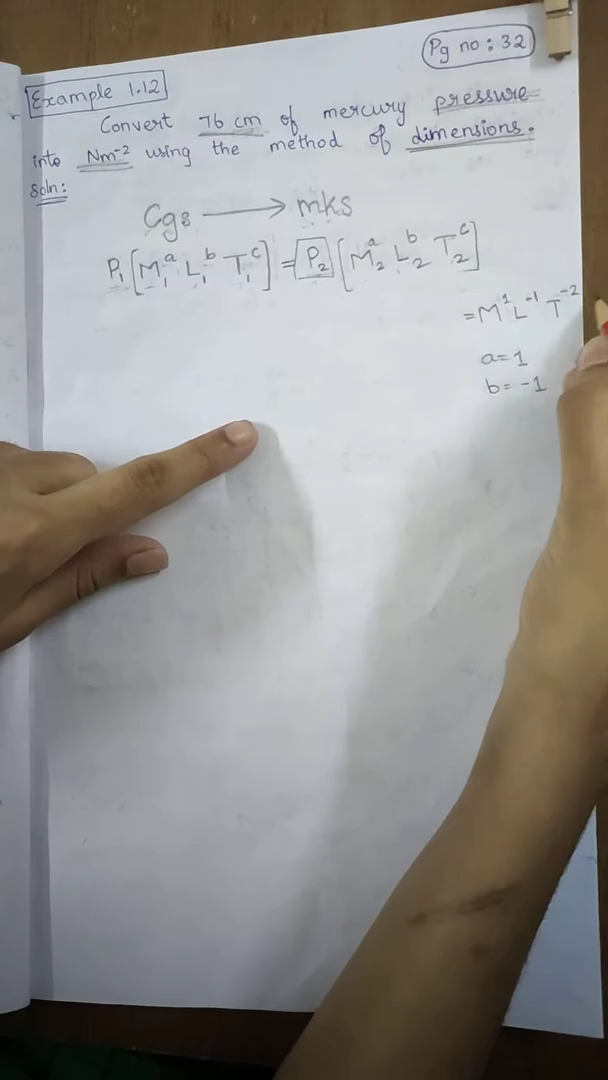 Pg no : 32
Example 1.12
Convert 76 cm of mercury pressure
into Nm⁻² using the method of dimensions.
Soln:
Cgs → mks
P₁ [M₁ᵃ L₁ᵇ T₁ᶜ] = P₂ [M₂ᵃ L₂ᵇ T₂ᶜ]
= M¹ L⁻¹ T⁻²
a = 1
b = -1